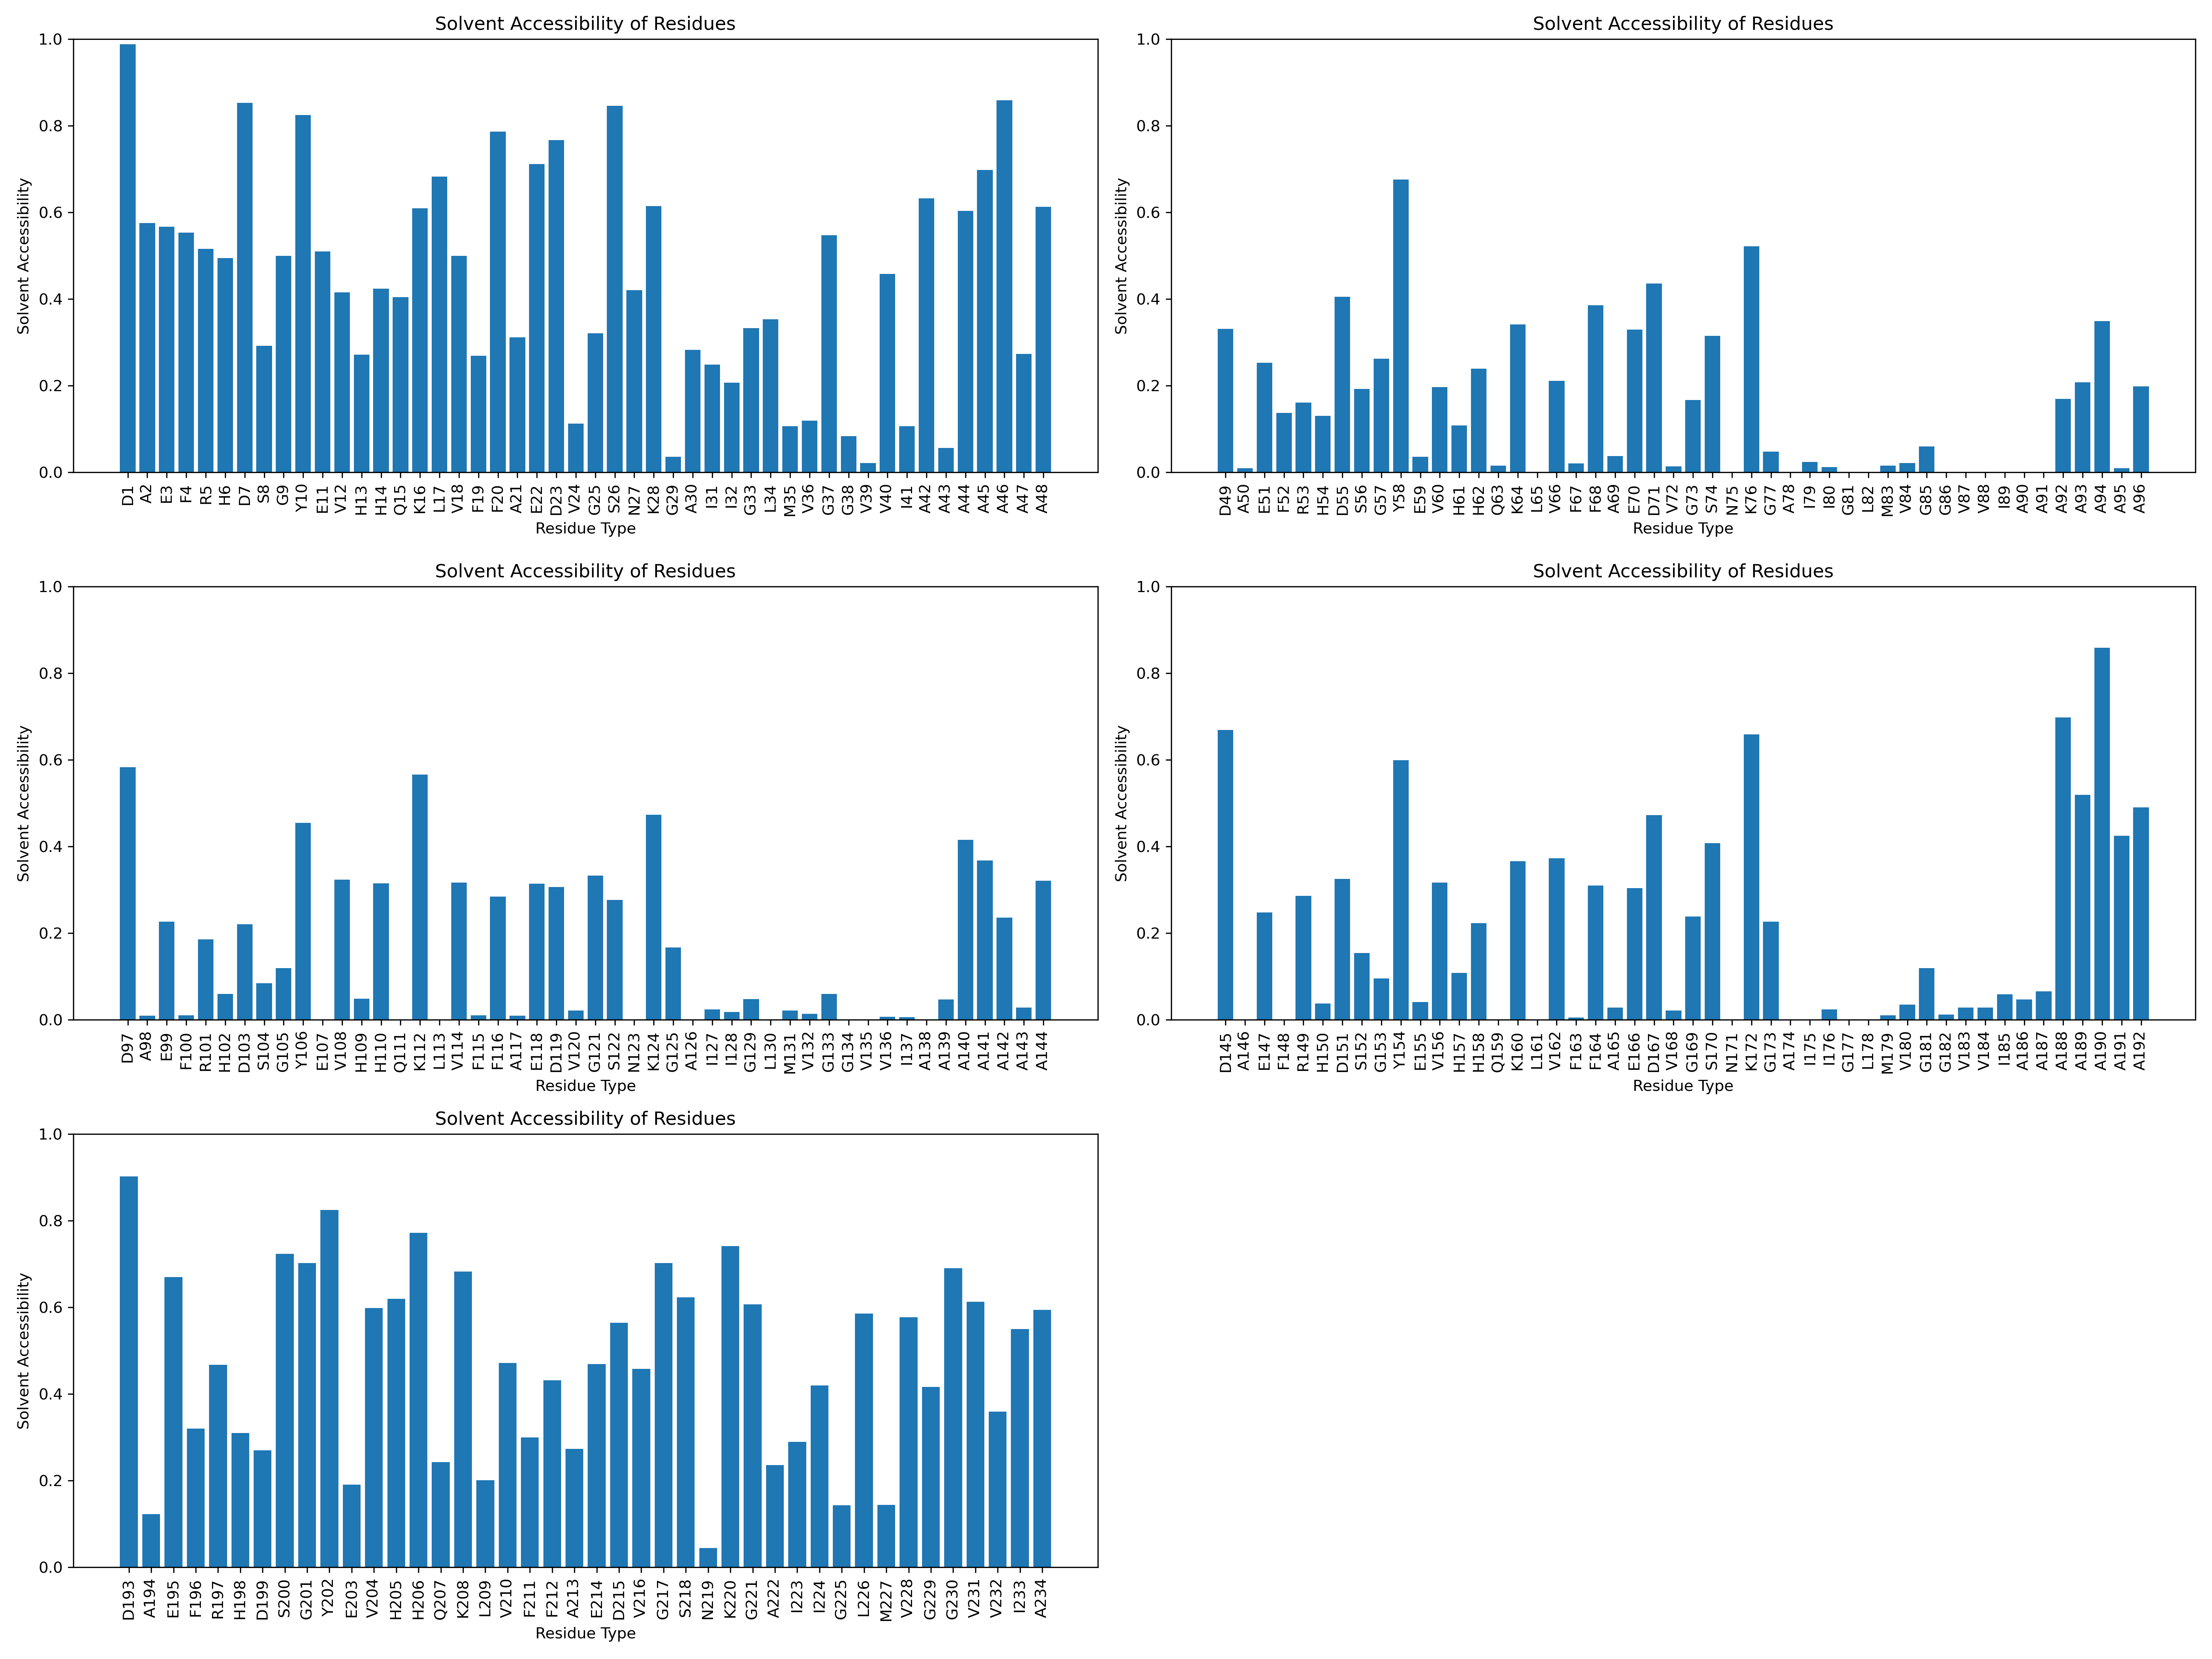 Solvent Accessibility of Residues
1.0
0.8
0.6
0.4
0.2
0.0
Solvent Accessibility
D1 A2 E3 F4 R5 H6 D7 S8 G9 Y10 E11 V12 H13 H14 Q15 K16 L17 V18 F19 F20 A21 E22 D23 V24 G25 S26 N27 K28 G29 A30 I31 I32 G33 L34 M35 V36 G37 G38 V39 V40 I41 A42 A43 A44 A45 A46 A47 A48
Residue Type
Solvent Accessibility of Residues
1.0
0.8
0.6
0.4
0.2
0.0
Solvent Accessibility
D49 A50 E51 F52 R53 H54 D55 S56 G57 Y58 E59 V60 H61 H62 Q63 K64 L65 V66 F67 F68 A69 E70 D71 V72 G73 S74 N75 K76 G77 A78 I79 I80 G81 L82 M83 V84 G85 G86 V87 V88 I89 A90 A91 A92 A93 A94 A95 A96
Residue Type
Solvent Accessibility of Residues
1.0
0.8
0.6
0.4
0.2
0.0
Solvent Accessibility
D97 A98 E99 F100 R101 H102 D103 S104 G105 Y106 E107 V108 H109 H110 Q111 K112 L113 V114 F115 F116 A117 E118 D119 V120 G121 S122 N123 K124 G125 A126 I127 I128 G129 L130 M131 V132 G133 G134 V135 V136 I137 A138 A139 A140 A141 A142 A143 A144
Residue Type
Solvent Accessibility of Residues
1.0
0.8
0.6
0.4
0.2
0.0
Solvent Accessibility
D145 A146 E147 F148 R149 H150 D151 S152 G153 Y154 E155 V156 H157 H158 Q159 K160 L161 V162 F163 F164 A165 E166 D167 V168 G169 S170 N171 K172 G173 A174 I175 I176 G177 L178 M179 V180 G181 G182 V183 V184 I185 A186 A187 A188 A189 A190 A191 A192
Residue Type
Solvent Accessibility of Residues
1.0
0.8
0.6
0.4
0.2
0.0
Solvent Accessibility
D193 A194 E195 F196 R197 H198 D199 S200 G201 Y202 E203 V204 H205 H206 Q207 K208 L209 V210 F211 F212 A213 E214 D215 V216 G217 S218 N219 K220 G221 A222 I223 I224 G225 L226 M227 V228 G229 G230 V231 V232 I233 A234
Residue Type